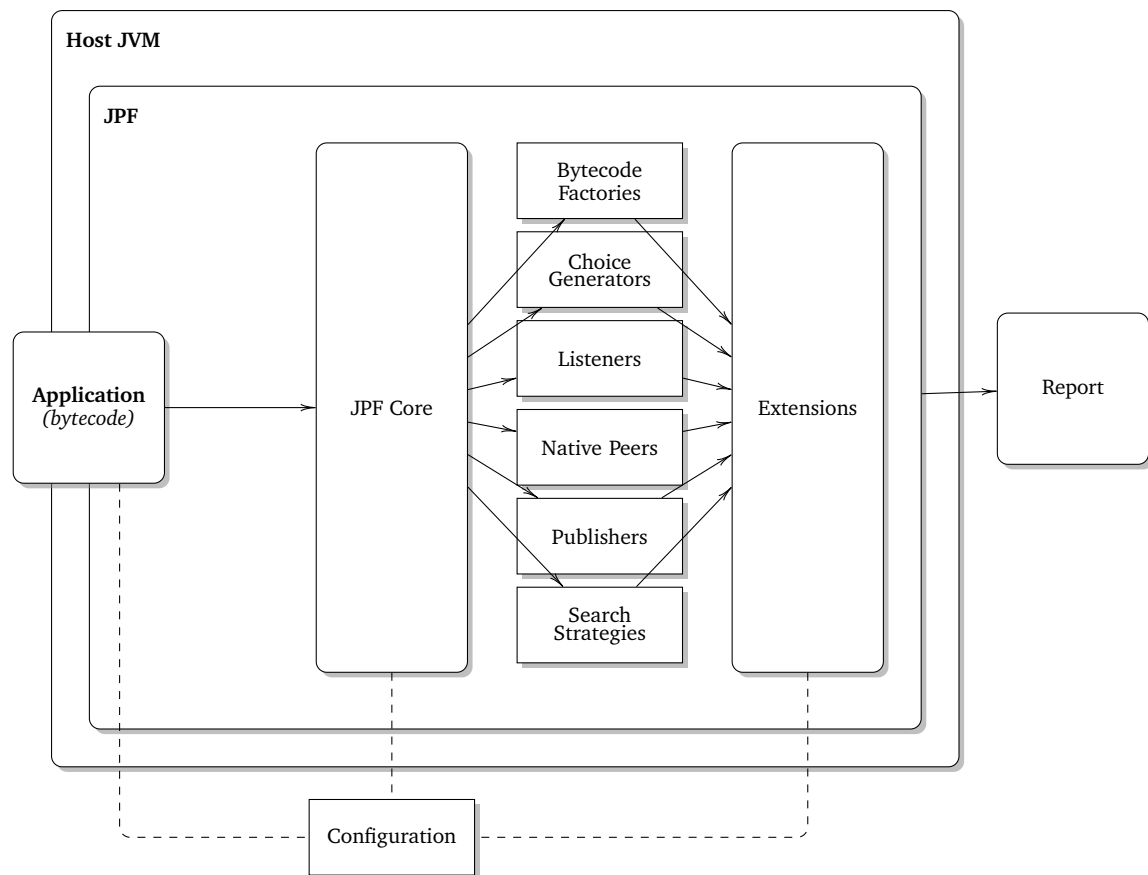 Host JVM
JPF
Bytecode
Factories
Choice
Generators
Listeners
Application
(bytecode)
JPF Core
Extensions
Report
Native Peers
Publishers
Search
Strategies
Configuration